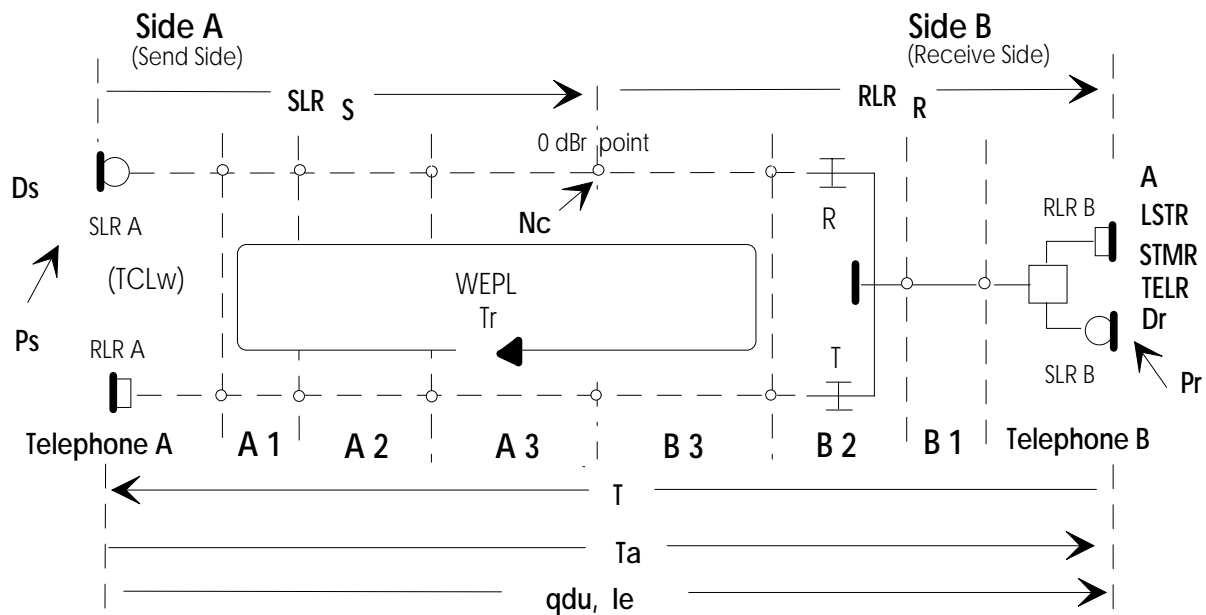 Side A
(Send Side)
Side B
(Receive Side)
SLR S
RLR R
0 dBr point
Ds
Nc
R
A
LSTR
STMR
TELR
Dr
SLR A
RLR B
(TCLw)
WEPL
Tr
Ps
RLR A
T
SLR B
Pr
Telephone A
A 1
A 2
A 3
B 3
B 2
B 1
Telephone B
T
Ta
qdu, Ie